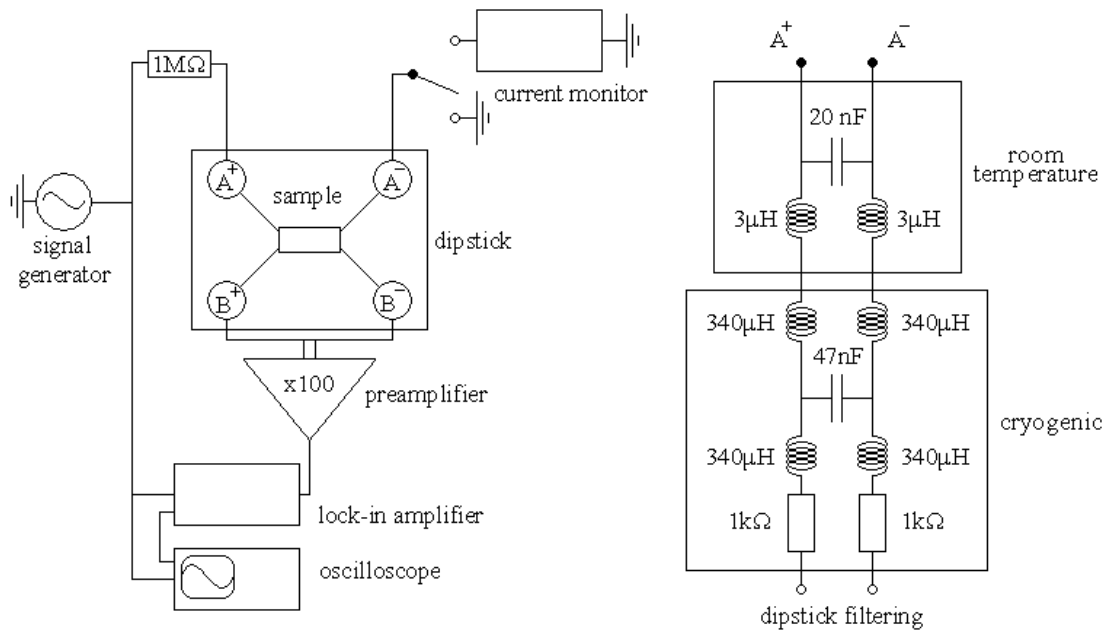 1MΩ
current monitor
A+
A-
sample
dipstick
signal
generator
B+
B-
x100
preamplifier
lock-in amplifier
oscilloscope
A+
A-
20 nF
room
temperature
3μH
3μH
340μH
340μH
47nF
cryogenic
340μH
340μH
1kΩ
1kΩ
dipstick filtering